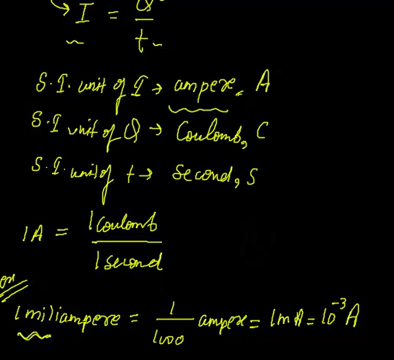 I = Q/t
S.I. unit of I → ampere, A
S.I unit of Q → Coulomb, C
S.I. unit of t → second, S
1A = 1 Coulomb / 1 second
1 milliampere = 1/1000 ampere = 1mA = 10⁻³ A